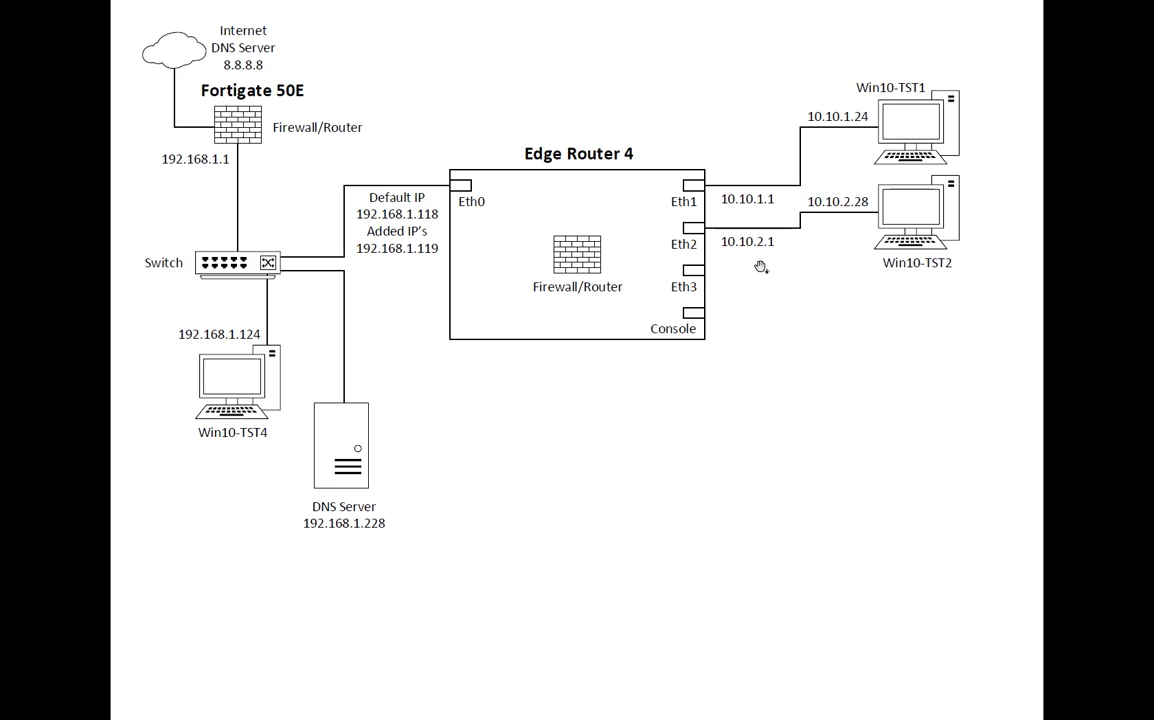 Internet
DNS Server
8.8.8.8
Fortigate 50E
Firewall/Router
192.168.1.1
Switch
192.168.1.124
Win10-TST4
DNS Server
192.168.1.228
Default IP
192.168.1.118
Added IP's
192.168.1.119
Edge Router 4
Eth0
Firewall/Router
Eth1
Eth2
Eth3
Console
10.10.1.1
10.10.2.1
10.10.1.24
Win10-TST1
10.10.2.28
Win10-TST2